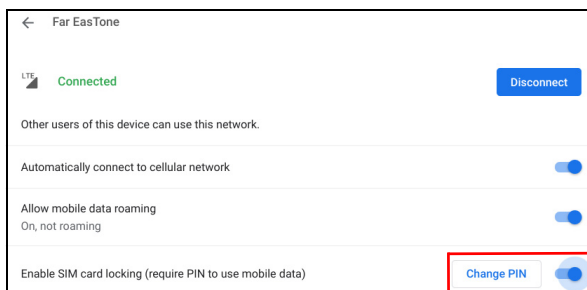 Far EasTone
LTE
Connected
Disconnect
Other users of this device can use this network.
Automatically connect to cellular network
Allow mobile data roaming
On, not roaming
Enable SIM card locking (require PIN to use mobile data)
Change PIN